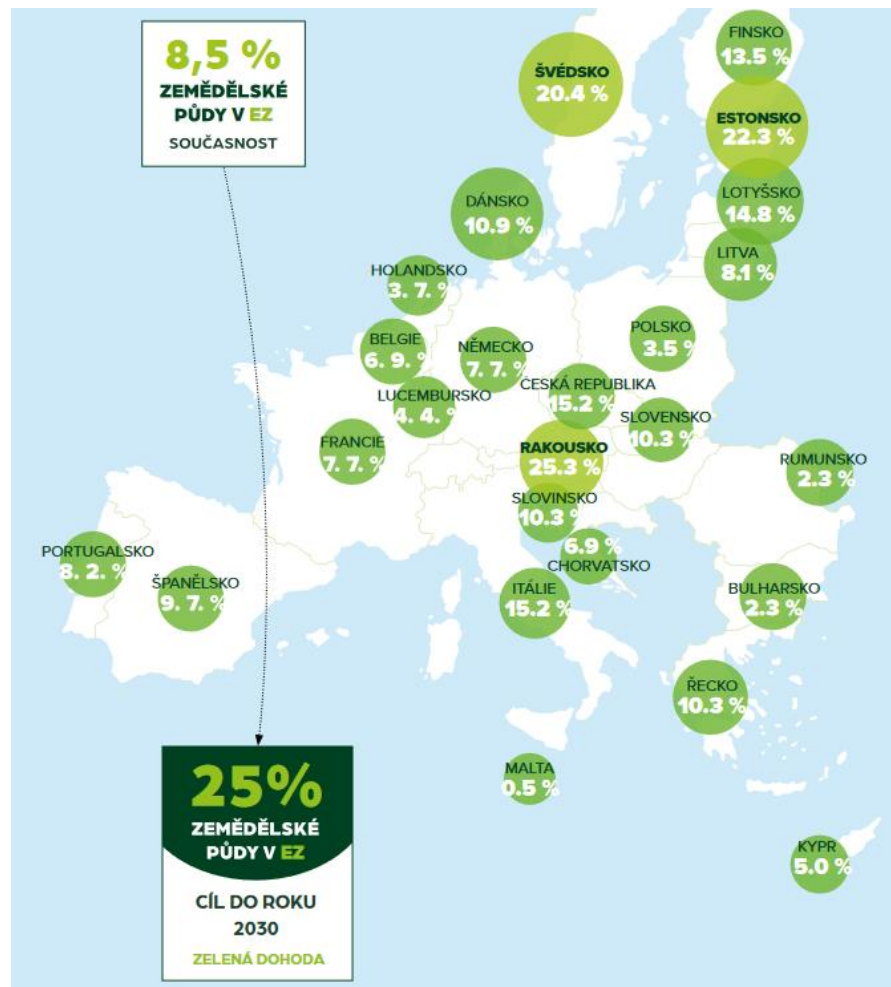 8,5 %
ZEMĚDĚLSKÉ
PŮDY V EZ
SOUČASNOST
FINSKO
13.5 %
ŠVÉDSKO
20.4 %
ESTONSKO
22.3 %
LOTYŠSKO
14.8 %
DÁNSKO
10.9 %
LITVA
8.1 %
HOLANDSKO
3. 7. %
POLSKO
3.5 %
BELGIE
6. 9. %
NĚMECKO
7. 7. %
ČESKÁ REPUBLIKA
15.2 %
LUCEMBURSKO
4. 4. %
SLOVENSKO
10.3 %
FRANCIE
7. 7. %
RAKOUSKO
25.3 %
RUMUNSKO
2.3 %
SLOVINSKO
10.3 %
6.9 %
CHORVATSKO
PORTUGALSKO
8. 2. %
ŠPANĚLSKO
9. 7. %
ITÁLIE
15.2 %
BULHARSKO
2.3 %
ŘECKO
10.3 %
MALTA
0.5 %
KYPR
5.0 %
25%
ZEMĚDĚLSKÉ
PŮDY V EZ
CÍL DO ROKU
2030
ZELENÁ DOHODA